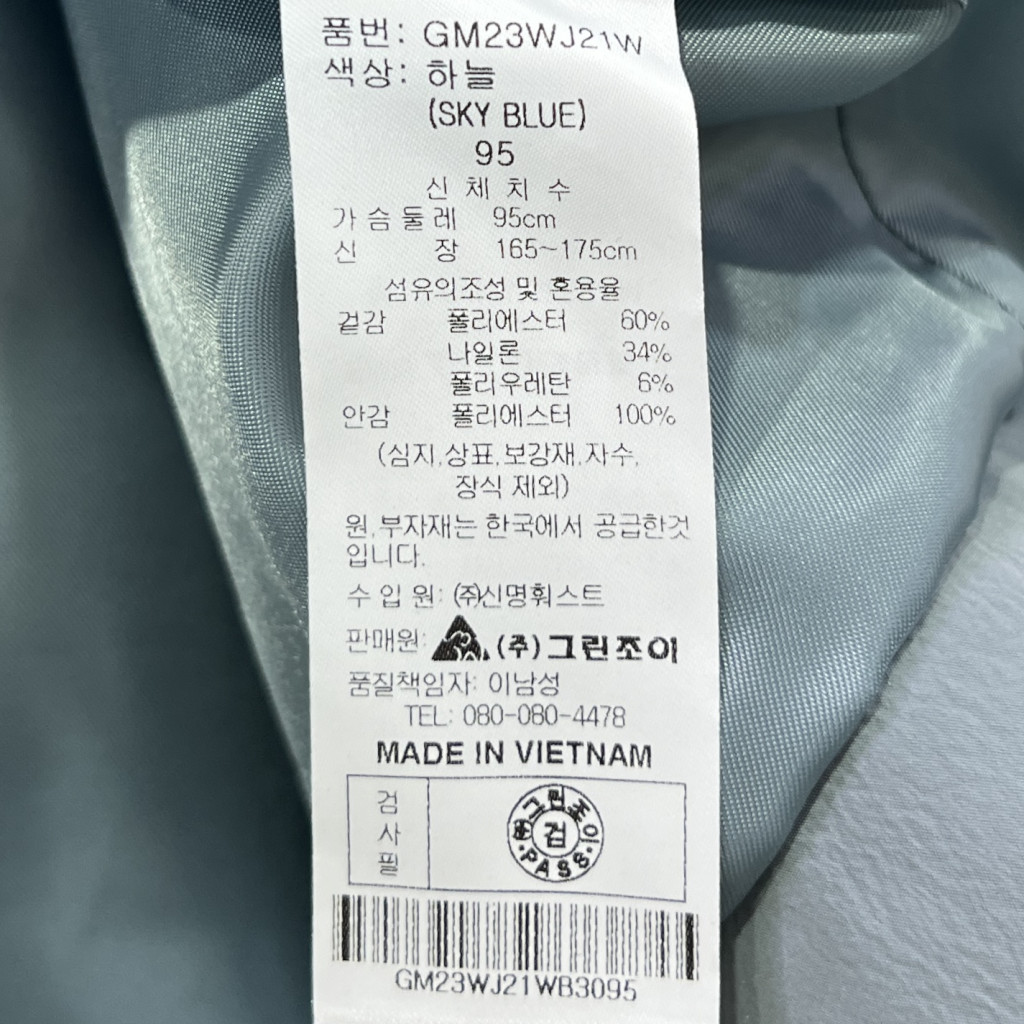 품번: GM23WJ21W
색상: 하늘
(SKY BLUE)
95
신 체 치 수
가 슴 둘 레 95cm
신 장 165~175cm
섬유의조성 및 혼용율
겉감 폴리에스터 60%
나일론 34%
폴리우레탄 6%
안감 폴리에스터 100%
(심지,상표,보강재,자수,
장식 제외)
원,부자재는 한국에서 공급한것
입니다.
수 입 원: (주)신명훠스트
판매원: (주)그린조이
품질책임자: 이남성
TEL: 080-080-4478
MADE IN VIETNAM
검사필
그린조이
검
PASS
GM23WJ21WB3095